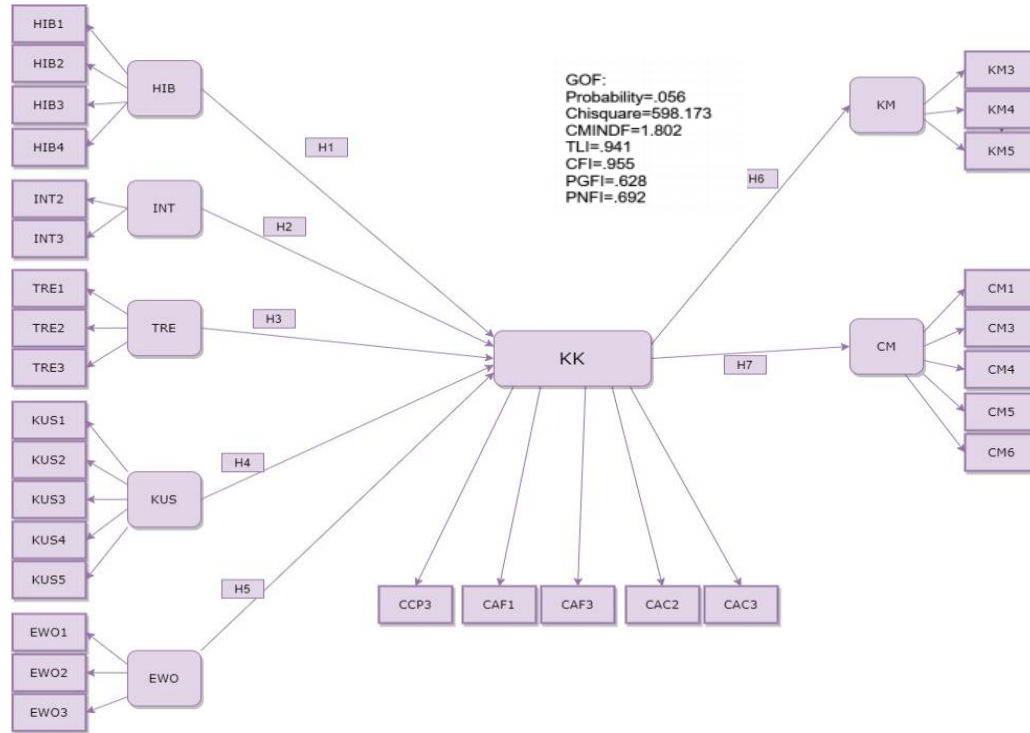 HIB1
HIB2
HIB3
HIB4
HIB
INT2
INT3
INT
TRE1
TRE2
TRE3
TRE
KUS1
KUS2
KUS3
KUS4
KUS5
KUS
EWO1
EWO2
EWO3
EWO
H1
H2
H3
H4
H5
GOF:
Probability=.056
Chisquare=598.173
CMINDF=1.802
TLI=.941
CFI=.955
PGFI=.628
PNFI=.692
KK
CCP3
CAF1
CAF3
CAC2
CAC3
H6
H7
KM
KM3
KM4
KM5
CM
CM1
CM3
CM4
CM5
CM6